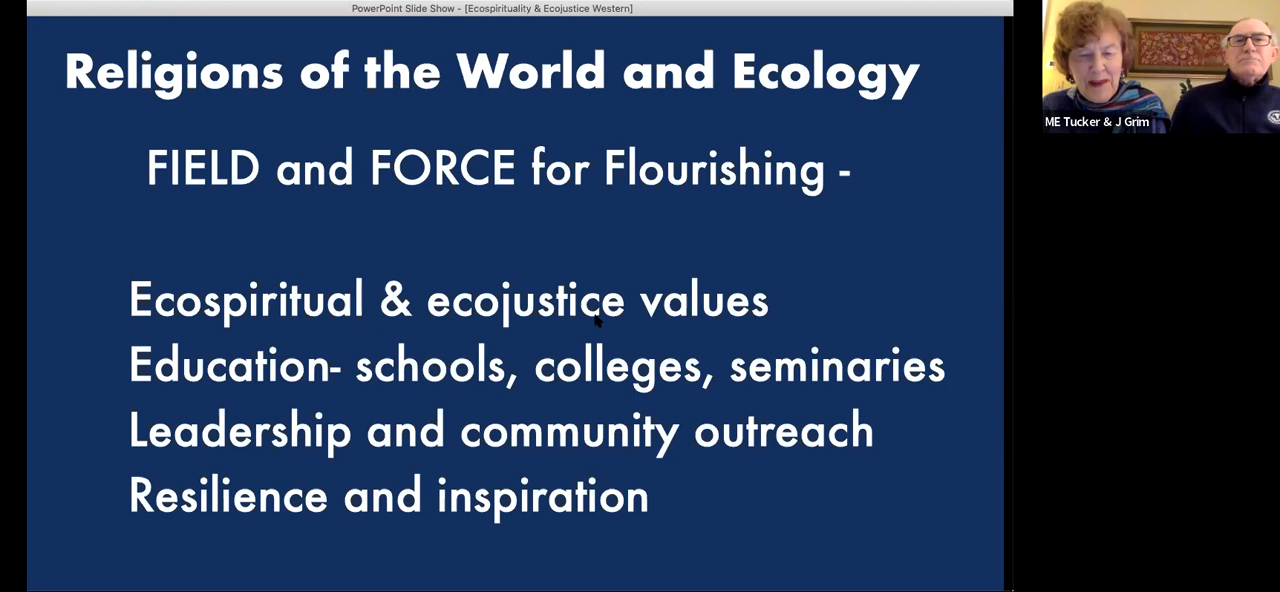 PowerPoint Slide Show - [Ecospirituality & Ecojustice Western]
Religions of the World and Ecology
FIELD and FORCE for Flourishing -
Ecospiritual & ecojustice values
Education- schools, colleges, seminaries
Leadership and community outreach
Resilience and inspiration
ME Tucker & J Grim